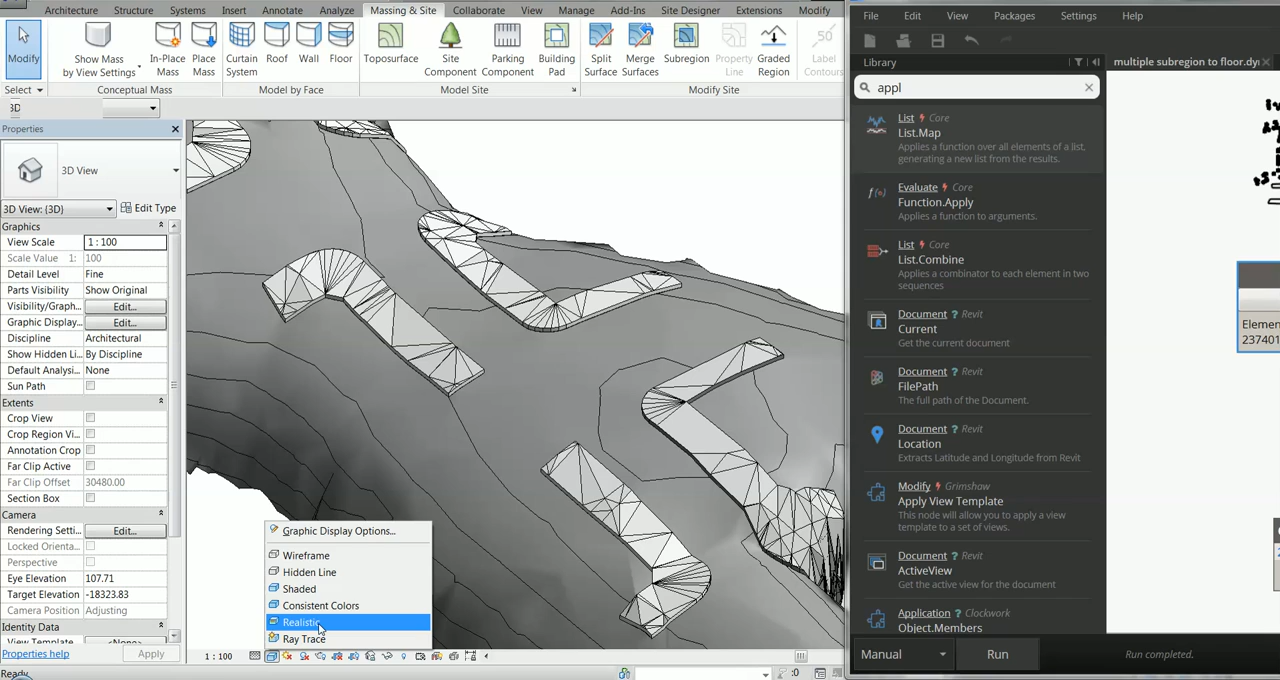 Architecture Structure Systems Insert Annotate Analyze Massing & Site Collaborate View Manage Add-Ins Site Designer Extensions Modify
Modify
Show Mass
by View Settings
In-Place
Mass
Place
Mass
Curtain
System
Roof
Wall
Floor
Toposurface
Site
Component
Parking
Component
Building
Pad
Split
Surface
Merge
Surfaces
Subregion
Property
Line
Graded
Region
50
Label
Contours
Select
Conceptual Mass
Model by Face
Model Site
Modify Site
3D
Properties
3D View
3D View: {3D}
Edit Type
Graphics
View Scale 1 : 100
Scale Value 1: 100
Detail Level Fine
Parts Visibility Show Original
Visibility/Graph... Edit...
Graphic Display... Edit...
Discipline Architectural
Show Hidden Li... By Discipline
Default Analysi... None
Sun Path
Extents
Crop View
Crop Region Vi...
Annotation Crop
Far Clip Active
Far Clip Offset 30480.00
Section Box
Camera
Rendering Setti... Edit...
Locked Orienta...
Perspective
Eye Elevation 107.71
Target Elevation -18323.83
Camera Position Adjusting
Identity Data
View Template <None>
Properties help
Apply
Ready
Graphic Display Options...
Wireframe
Hidden Line
Shaded
Consistent Colors
Realistic
Ray Trace
1 : 100
:0
File Edit View Packages Settings Help
Library
multiple subregion to floor.dyn
appl
List Core
List.Map
Applies a function over all elements of a list,
generating a new list from the results.
Evaluate Core
Function.Apply
Applies a function to arguments.
List Core
List.Combine
Applies a combinator to each element in two
sequences
Document ? Revit
Current
Get the current document
Document ? Revit
FilePath
The full path of the Document.
Document ? Revit
Location
Extracts Latitude and Longitude from Revit
Modify Grimshaw
Apply View Template
This node will allow you to apply a view
template to a set of views.
Document ? Revit
ActiveView
Get the active view for the document
Application Clockwork
Object.Members
Elemen
237401
Manual
Run
Run completed.